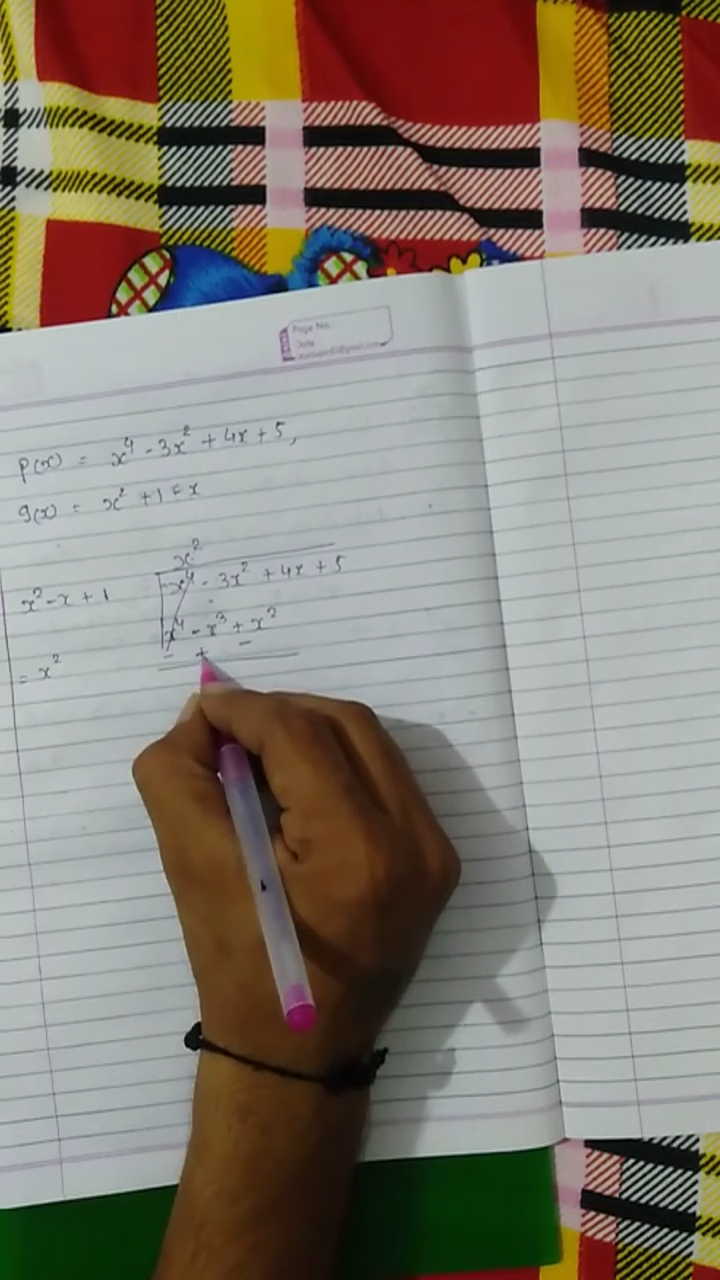 Page No.
Date
p(x) = x⁴ - 3x² + 4x + 5,
g(x) = x² + 1 - x
x²
x² - x + 1
x⁴ - 3x² + 4x + 5
x⁴ - x³ + x²
- + -
= x²